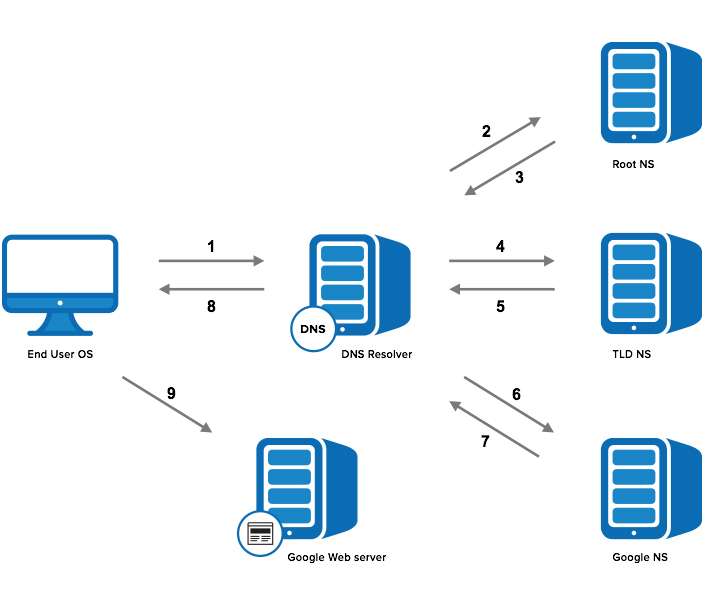 2
3
Root NS
1
8
4
5
DNS
End User OS
DNS Resolver
TLD NS
9
6
7
Google Web server
Google NS